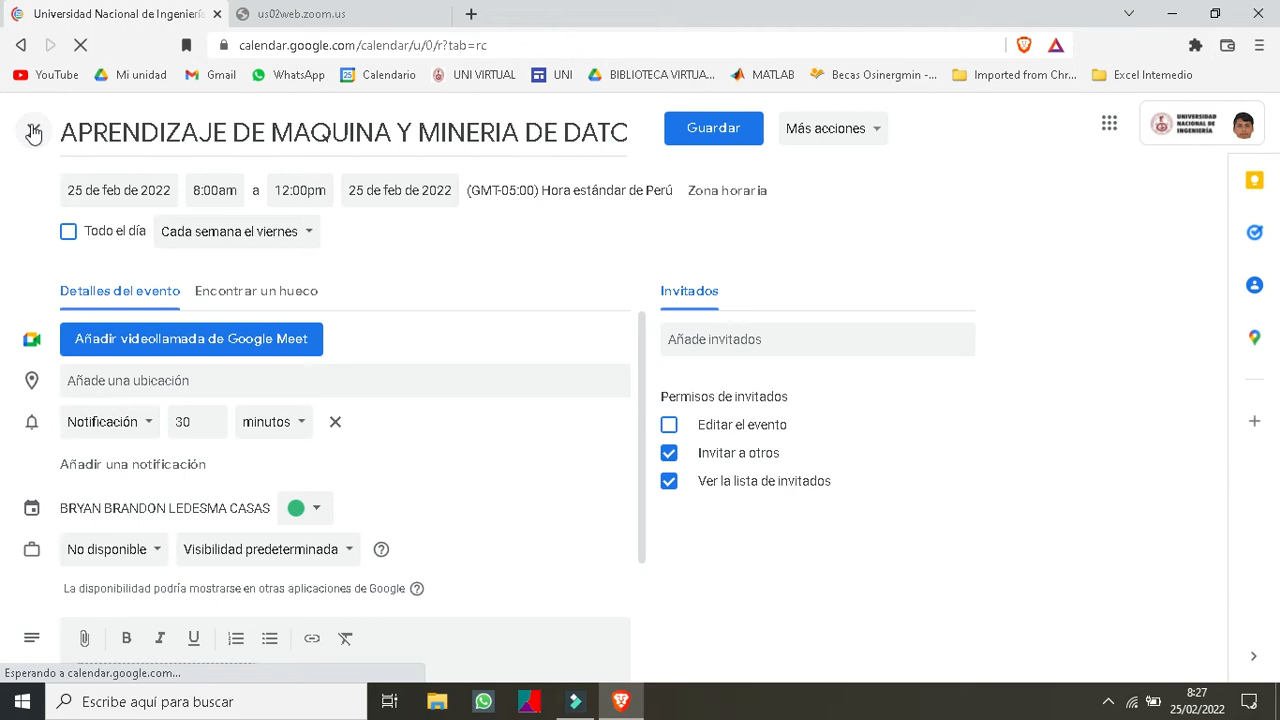 Universidad Nacional de Ingenierí
us02web.zoom.us
calendar.google.com/calendar/u/0/r?tab=rc
YouTube
Mi unidad
Gmail
WhatsApp
Calendario
UNI VIRTUAL
UNI
BIBLIOTECA VIRTUA...
MATLAB
Becas Osinergmin -...
Imported from Chr...
Excel Intermedio
APRENDIZAJE DE MAQUINA Y MINERIA DE DATO
Guardar
Más acciones
UNIVERSIDAD
NACIONAL DE
INGENIERÍA
25 de feb de 2022 8:00am a 12:00pm 25 de feb de 2022 (GMT-05:00) Hora estándar de Perú Zona horaria
Todo el día Cada semana el viernes
Detalles del evento Encontrar un hueco
Invitados
Añadir videollamada de Google Meet
Añade invitados
Añade una ubicación
Permisos de invitados
Notificación 30 minutos
Editar el evento
Invitar a otros
Añadir una notificación
Ver la lista de invitados
BRYAN BRANDON LEDESMA CASAS
No disponible Visibilidad predeterminada
La disponibilidad podría mostrarse en otras aplicaciones de Google
B I U
Esperando a calendar.google.com...
Escribe aquí para buscar
8:27
25/02/2022